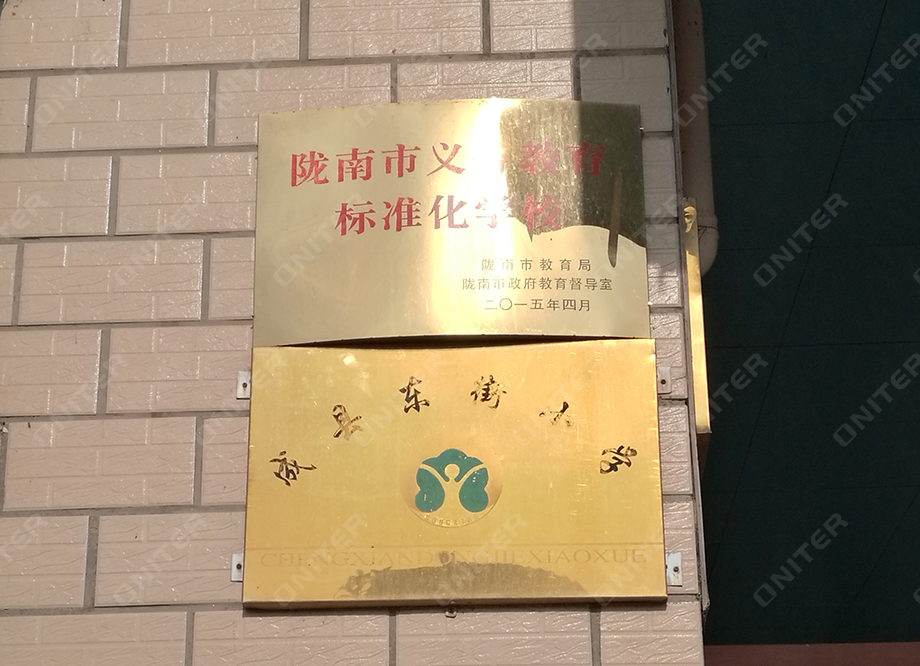 陇南市义务教育
标准化学校
陇南市教育局
陇南市政府教育督导室
二〇一五年四月
成县东街小学
CHENGXIANDONGJIEXIAOXUE
ONITER